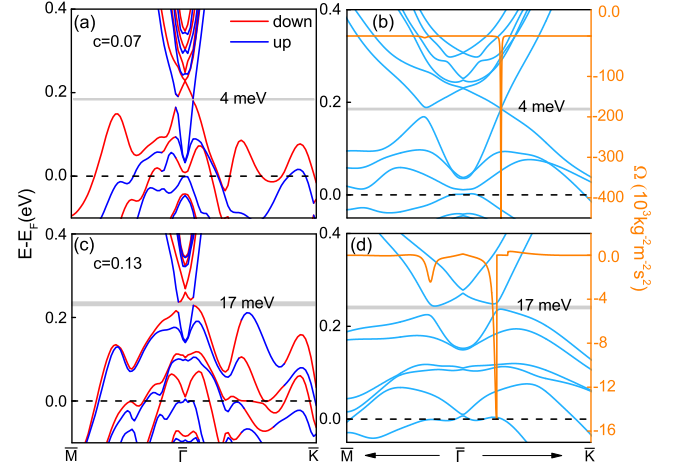 0.4
(a)
c=0.07
down
up
4 meV
0.2
0.0
(b)
0.4
4 meV
0.2
0.0
0.0
-100
-200
-300
-400
E-E_F(eV)
Ω (10³kg⁻²m⁻²s²)
0.4
(c)
c=0.13
17 meV
0.2
0.0
M̅
Γ̅
K̅
(d)
0.4
17 meV
0.2
0.0
0.0
-4
-8
-12
-16
M̅
Γ̅
K̅